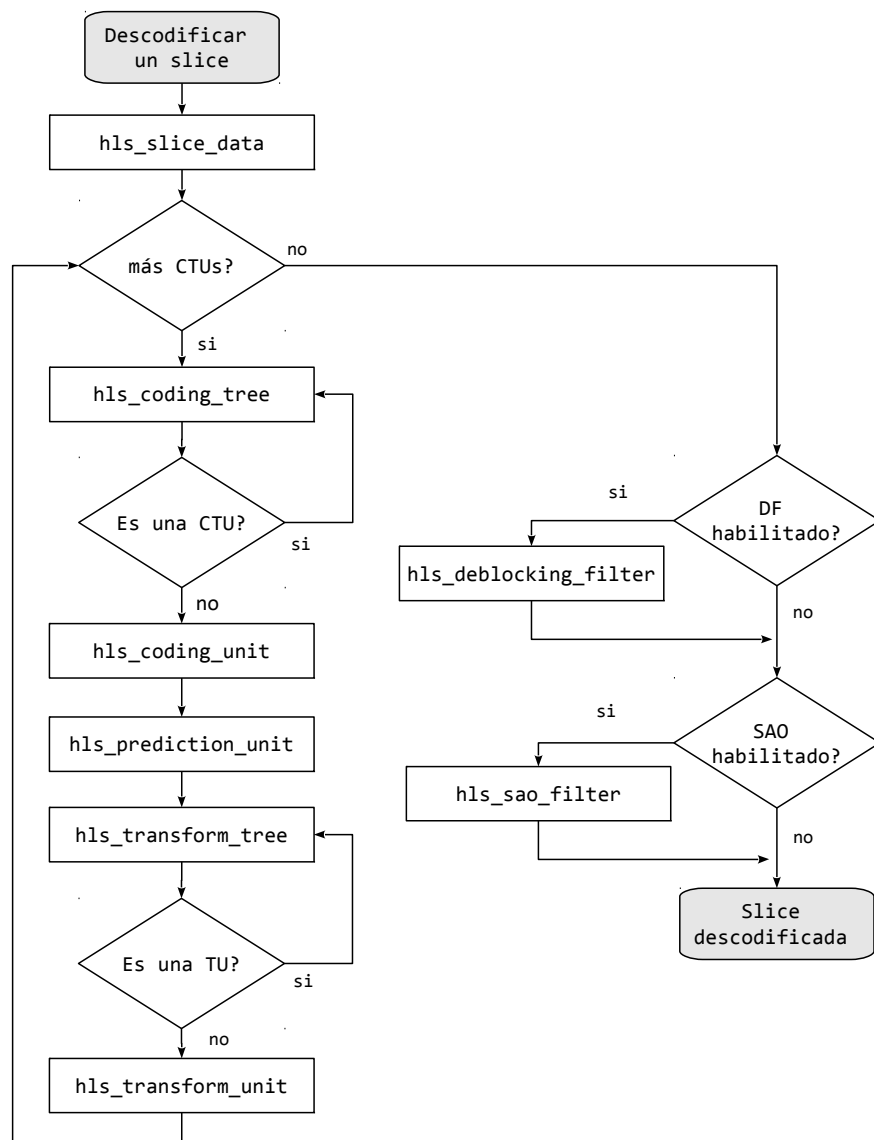 Descodificar
un slice
hls_slice_data
más CTUs?
no
si
hls_coding_tree
Es una CTU?
si
no
hls_coding_unit
hls_prediction_unit
hls_transform_tree
Es una TU?
si
no
hls_transform_unit
DF
habilitado?
si
hls_deblocking_filter
no
SAO
habilitado?
si
hls_sao_filter
no
Slice
descodificada